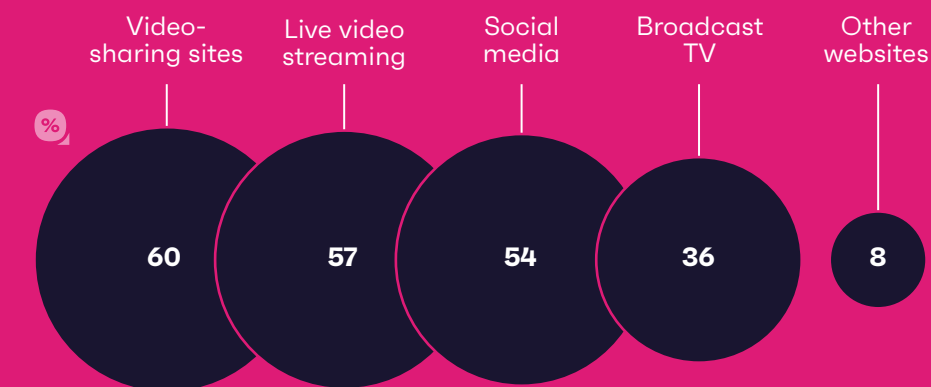 Video-
sharing sites
Live video
streaming
Social
media
Broadcast
TV
Other
websites
%
60
57
54
36
8